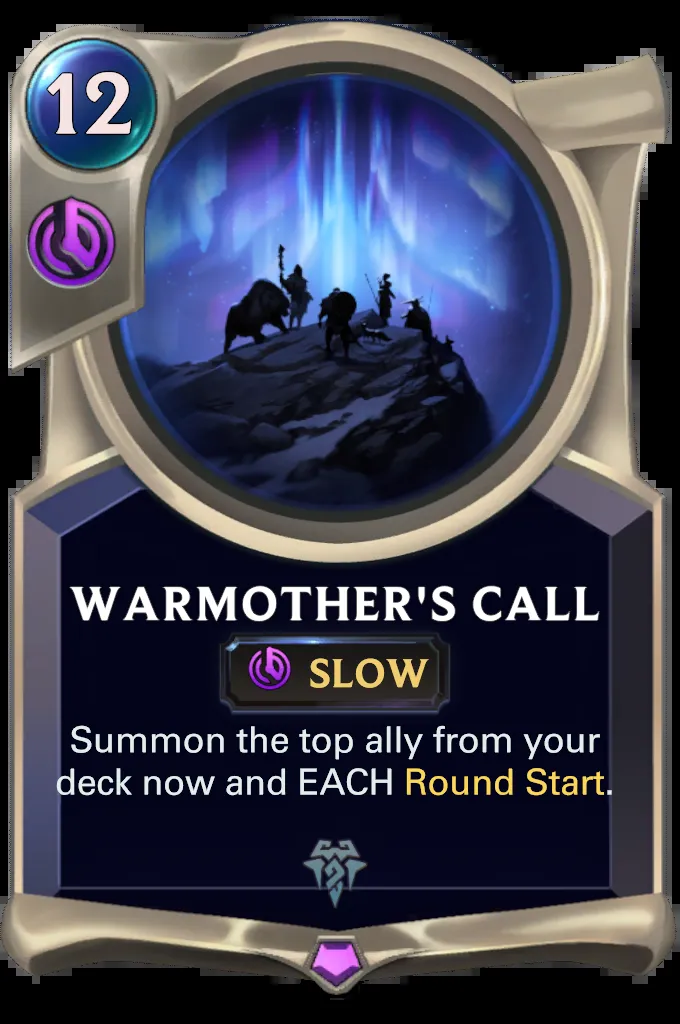 12
WARMOTHER'S CALL
SLOW
Summon the top ally from your
deck now and EACH Round Start.